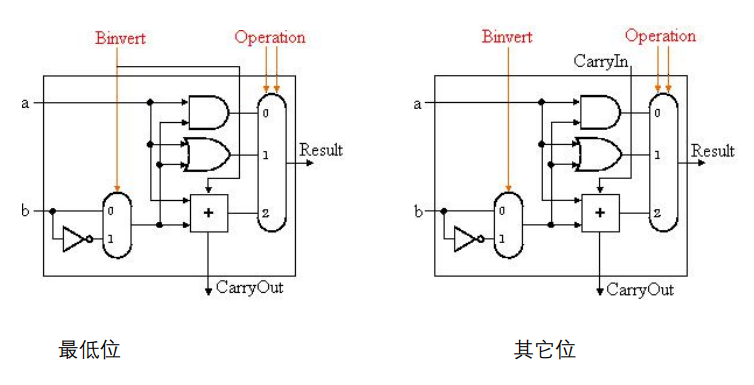 Binvert
Operation
a
0
1
Result
b
0
1
+
2
CarryOut
最低位
Binvert
Operation
CarryIn
a
0
1
Result
b
0
1
+
2
CarryOut
其它位